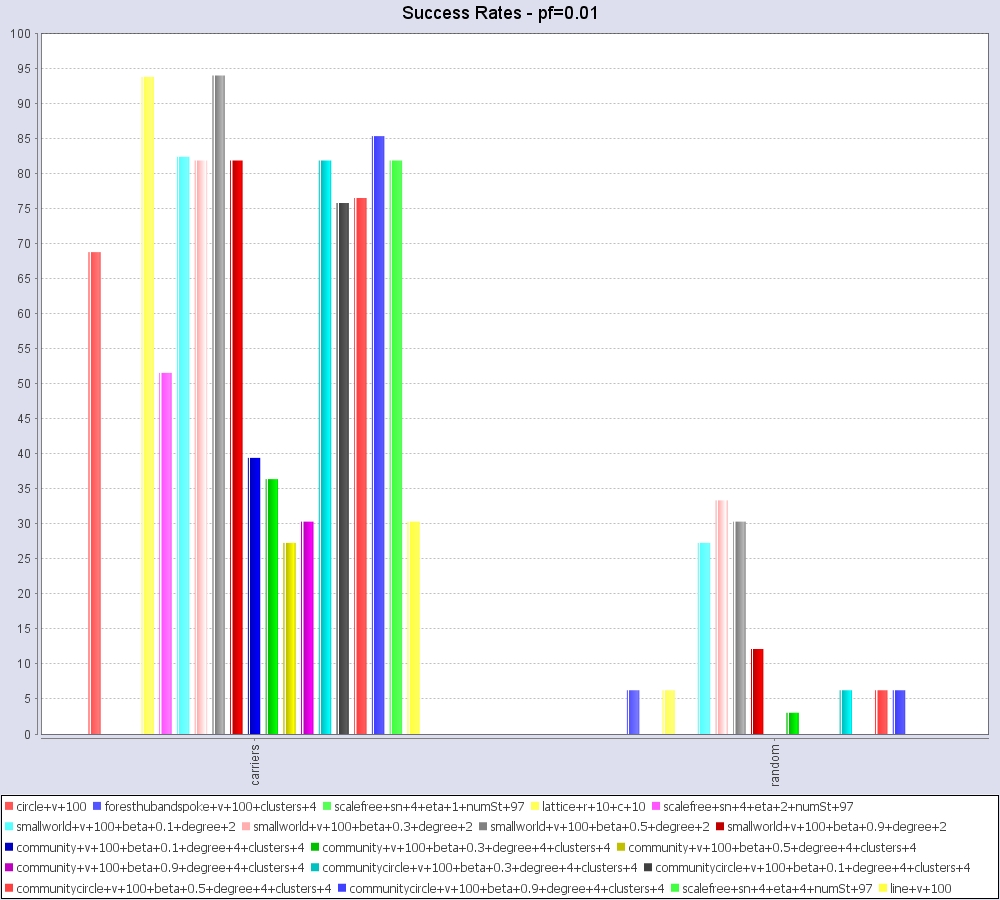 Success Rates - pf=0.01
100
95
90
85
80
75
70
65
60
55
50
45
40
35
30
25
20
15
10
5
0
carriers
random
circle+v+100 foresthubandspoke+v+100+clusters+4 scalefree+sn+4+eta+1+numSt+97 lattice+r+10+c+10 scalefree+sn+4+eta+2+numSt+97
smallworld+v+100+beta+0.1+degree+2 smallworld+v+100+beta+0.3+degree+2 smallworld+v+100+beta+0.5+degree+2 smallworld+v+100+beta+0.9+degree+2
community+v+100+beta+0.1+degree+4+clusters+4 community+v+100+beta+0.3+degree+4+clusters+4 community+v+100+beta+0.5+degree+4+clusters+4
community+v+100+beta+0.9+degree+4+clusters+4 communitycircle+v+100+beta+0.3+degree+4+clusters+4 communitycircle+v+100+beta+0.1+degree+4+clusters+4
communitycircle+v+100+beta+0.5+degree+4+clusters+4 communitycircle+v+100+beta+0.9+degree+4+clusters+4 scalefree+sn+4+eta+4+numSt+97 line+v+100